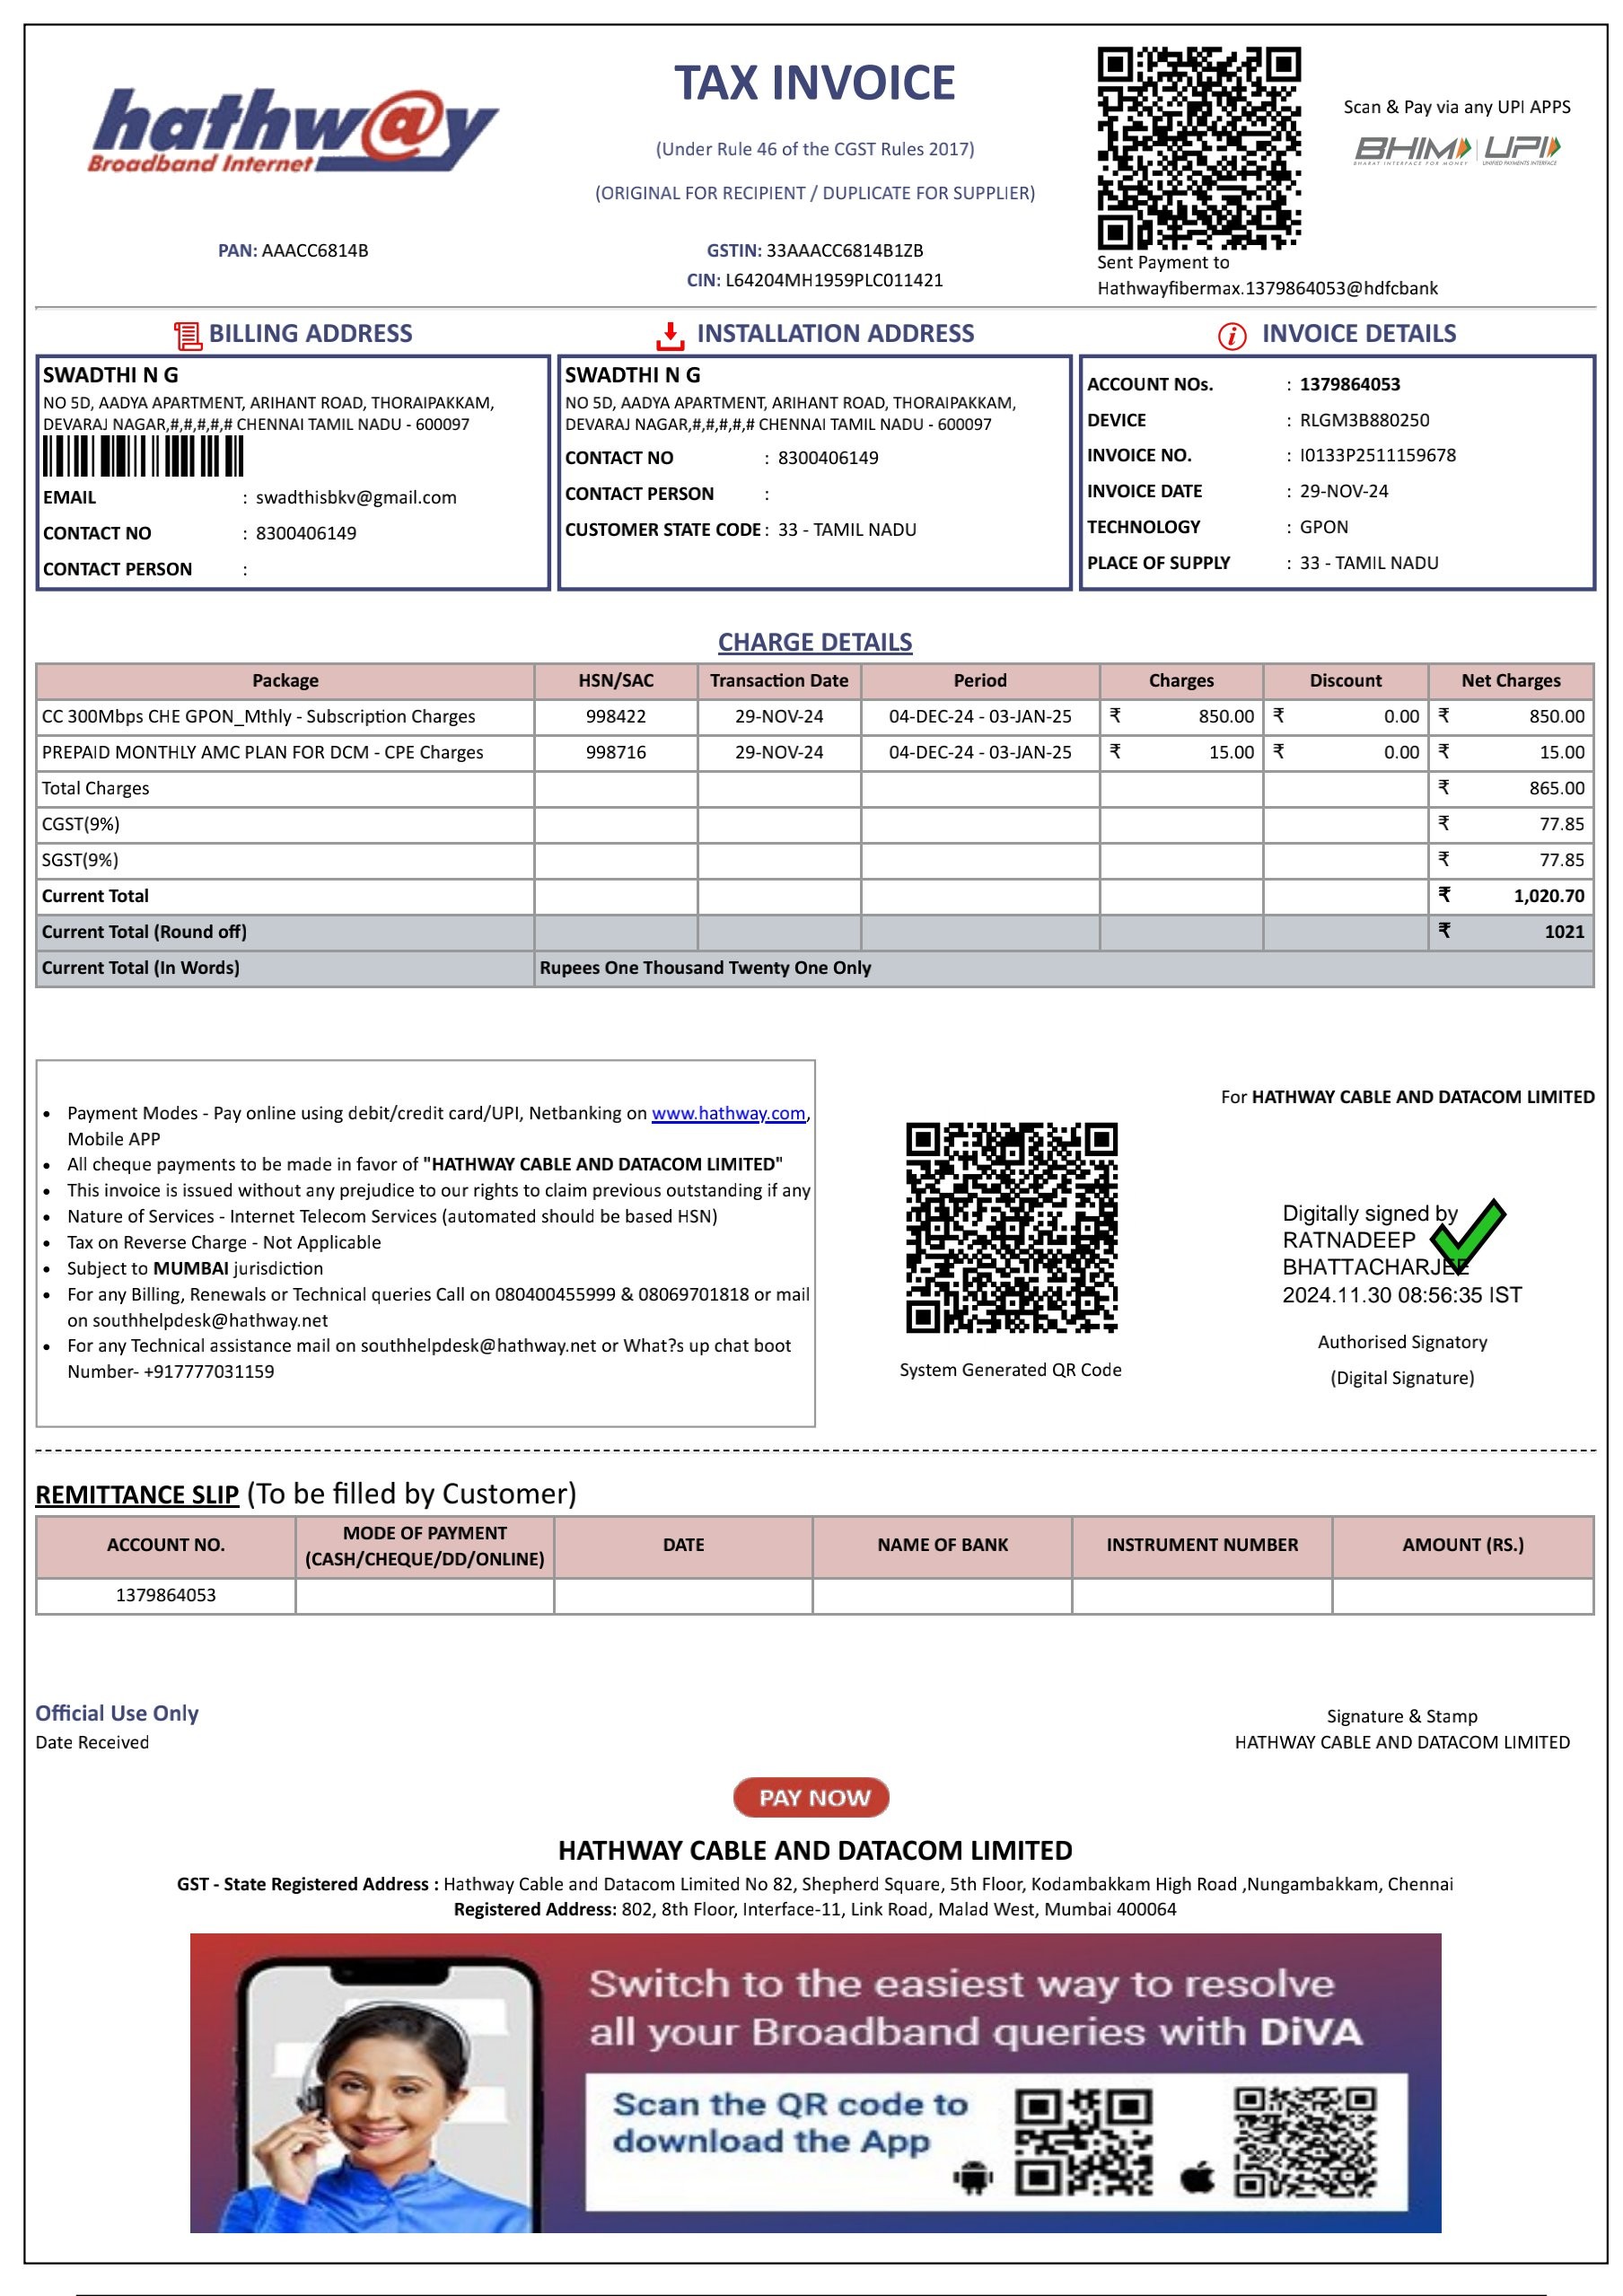 hathw@y
Broadband Internet
TAX INVOICE
(Under Rule 46 of the CGST Rules 2017)
(ORIGINAL FOR RECIPIENT / DUPLICATE FOR SUPPLIER)
Scan & Pay via any UPI APPS
BHIM UPI
BHARAT INTERFACE FOR MONEY UNIFIED PAYMENTS INTERFACE
PAN: AAACC6814B
GSTIN: 33AAACC6814B1ZB
CIN: L64204MH1959PLC011421
Sent Payment to
Hathwayfibermax.1379864053@hdfcbank
BILLING ADDRESS
SWADTHI N G
NO 5D, AADYA APARTMENT, ARIHANT ROAD, THORAIPAKKAM,
DEVARAJ NAGAR,#,#,#,#,# CHENNAI TAMIL NADU - 600097
EMAIL : swadthisbkv@gmail.com
CONTACT NO : 8300406149
CONTACT PERSON :
INSTALLATION ADDRESS
SWADTHI N G
NO 5D, AADYA APARTMENT, ARIHANT ROAD, THORAIPAKKAM,
DEVARAJ NAGAR,#,#,#,#,# CHENNAI TAMIL NADU - 600097
CONTACT NO : 8300406149
CONTACT PERSON :
CUSTOMER STATE CODE : 33 - TAMIL NADU
INVOICE DETAILS
ACCOUNT NOs. : 1379864053
DEVICE : RLGM3B880250
INVOICE NO. : I0133P2511159678
INVOICE DATE : 29-NOV-24
TECHNOLOGY : GPON
PLACE OF SUPPLY : 33 - TAMIL NADU
CHARGE DETAILS
Package HSN/SAC Transaction Date Period Charges Discount Net Charges
CC 300Mbps CHE GPON_Mthly - Subscription Charges 998422 29-NOV-24 04-DEC-24 - 03-JAN-25 ₹ 850.00 ₹ 0.00 ₹ 850.00
PREPAID MONTHLY AMC PLAN FOR DCM - CPE Charges 998716 29-NOV-24 04-DEC-24 - 03-JAN-25 ₹ 15.00 ₹ 0.00 ₹ 15.00
Total Charges ₹ 865.00
CGST(9%) ₹ 77.85
SGST(9%) ₹ 77.85
Current Total ₹ 1,020.70
Current Total (Round off) ₹ 1021
Current Total (In Words) Rupees One Thousand Twenty One Only
• Payment Modes - Pay online using debit/credit card/UPI, Netbanking on www.hathway.com,
Mobile APP
• All cheque payments to be made in favor of "HATHWAY CABLE AND DATACOM LIMITED"
• This invoice is issued without any prejudice to our rights to claim previous outstanding if any
• Nature of Services - Internet Telecom Services (automated should be based HSN)
• Tax on Reverse Charge - Not Applicable
• Subject to MUMBAI jurisdiction
• For any Billing, Renewals or Technical queries Call on 080400455999 & 08069701818 or mail
on southhelpdesk@hathway.net
• For any Technical assistance mail on southhelpdesk@hathway.net or What?s up chat boot
Number- +917777031159
System Generated QR Code
For HATHWAY CABLE AND DATACOM LIMITED
Digitally signed by
RATNADEEP
BHATTACHARJEE
2024.11.30 08:56:35 IST
Authorised Signatory
(Digital Signature)
REMITTANCE SLIP (To be filled by Customer)
ACCOUNT NO. MODE OF PAYMENT (CASH/CHEQUE/DD/ONLINE) DATE NAME OF BANK INSTRUMENT NUMBER AMOUNT (RS.)
1379864053
Official Use Only
Date Received
Signature & Stamp
HATHWAY CABLE AND DATACOM LIMITED
PAY NOW
HATHWAY CABLE AND DATACOM LIMITED
GST - State Registered Address : Hathway Cable and Datacom Limited No 82, Shepherd Square, 5th Floor, Kodambakkam High Road ,Nungambakkam, Chennai
Registered Address: 802, 8th Floor, Interface-11, Link Road, Malad West, Mumbai 400064
Switch to the easiest way to resolve
all your Broadband queries with DiVA
Scan the QR code to
download the App